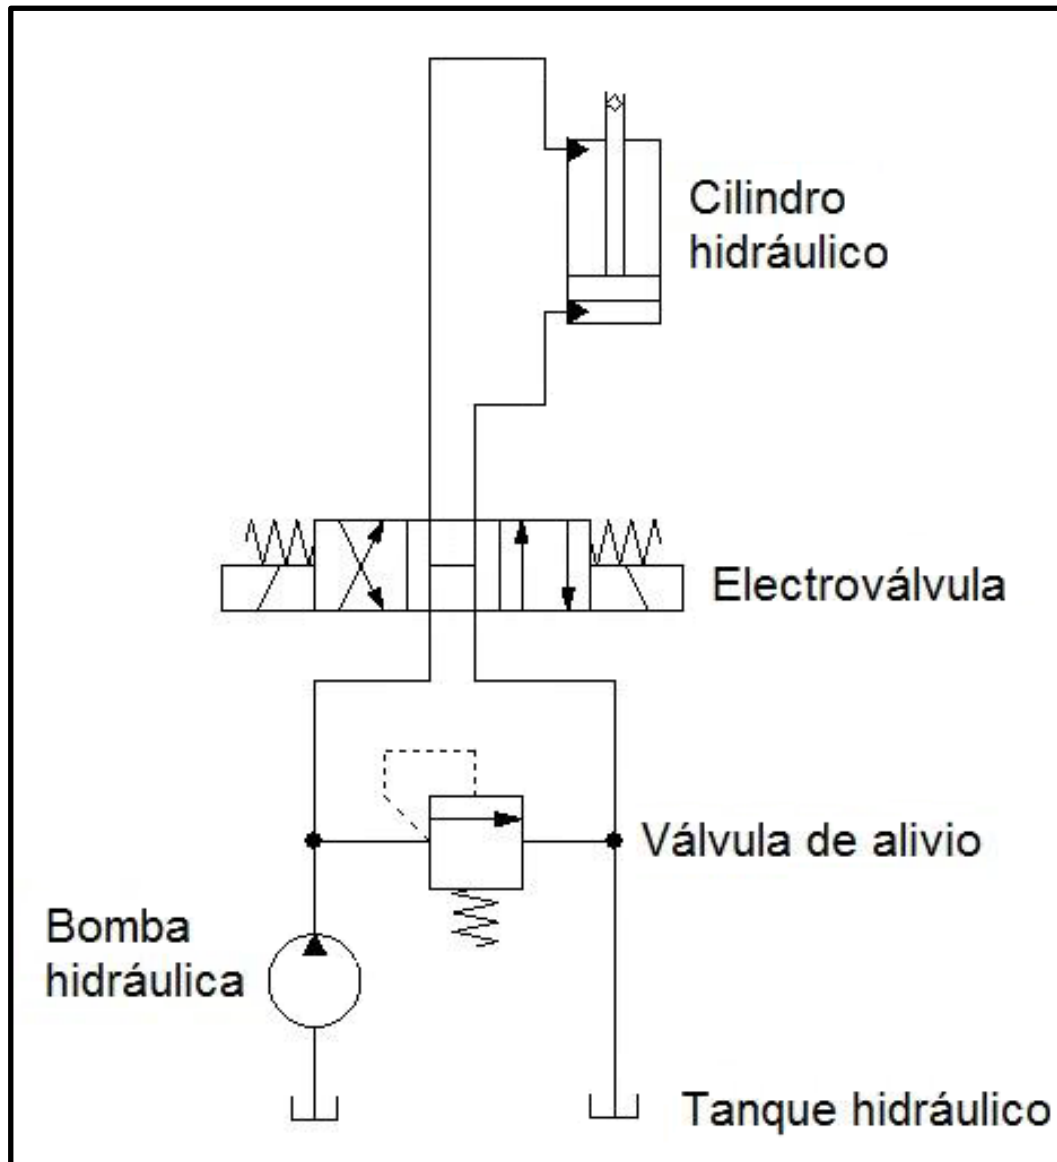 Cilindro
hidráulico
Electroválvula
Válvula de alivio
Bomba
hidráulica
Tanque hidráulico